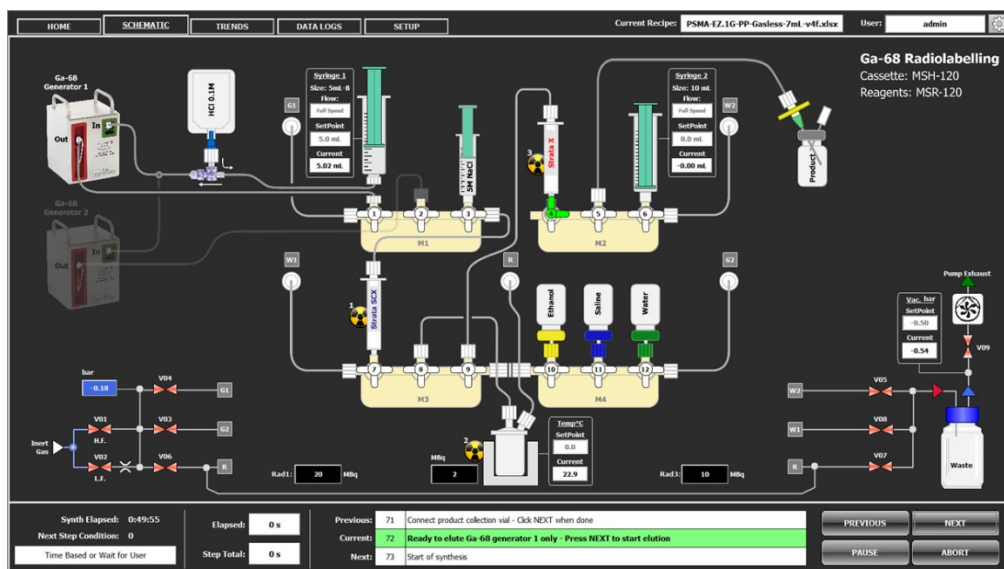 HOME
SCHEMATIC
TRENDS
DATA LOGS
SETUP
Current Recipe:
PSMA-EZ.1G-PP-Gasless-7mL-v4f.xlsx
User:
admin
Ga-68 Radiolabelling
Cassette: MSH-120
Reagents: MSR-120
Ga-68
Generator 1
Out
In
HCl 0.1M
G1
Syringe 1
Size: 5mL-B
Flow:
Full Speed
SetPoint
5.0 mL
Current
5.02 mL
5M NaCl
3
Strata X
Syringe 2
Size: 10 mL
Flow:
Full Speed
SetPoint
0.0 mL
Current
-0.00 mL
W2
Product
1
2
3
M1
4
5
6
M2
Ga-68
Generator 2
Out
In
W1
1
Strata SCX
R
Ethanol
Saline
Water
G2
7
8
9
M3
10
11
12
M4
Pump Exhaust
Vac. bar
SetPoint
-0.50
Current
-0.54
V09
bar
-0.18
V04
G1
V01
H.F.
V03
G2
Inert
Gas
V02
L.F.
V06
R
2
Temp°C
SetPoint
0.0
Current
22.9
Rad1:
20
MBq
MBq
2
Rad3:
10
MBq
W2
V05
W1
V08
R
V07
Waste
Synth Elapsed: 0:49:55
Next Step Condition: 0
Time Based or Wait for User
Elapsed:
0 s
Step Total:
0 s
Previous: 71 Connect product collection vial - Click NEXT when done
Current: 72 Ready to elute Ga-68 generator 1 only - Press NEXT to start elution
Next: 73 Start of synthesis
PREVIOUS
NEXT
PAUSE
ABORT